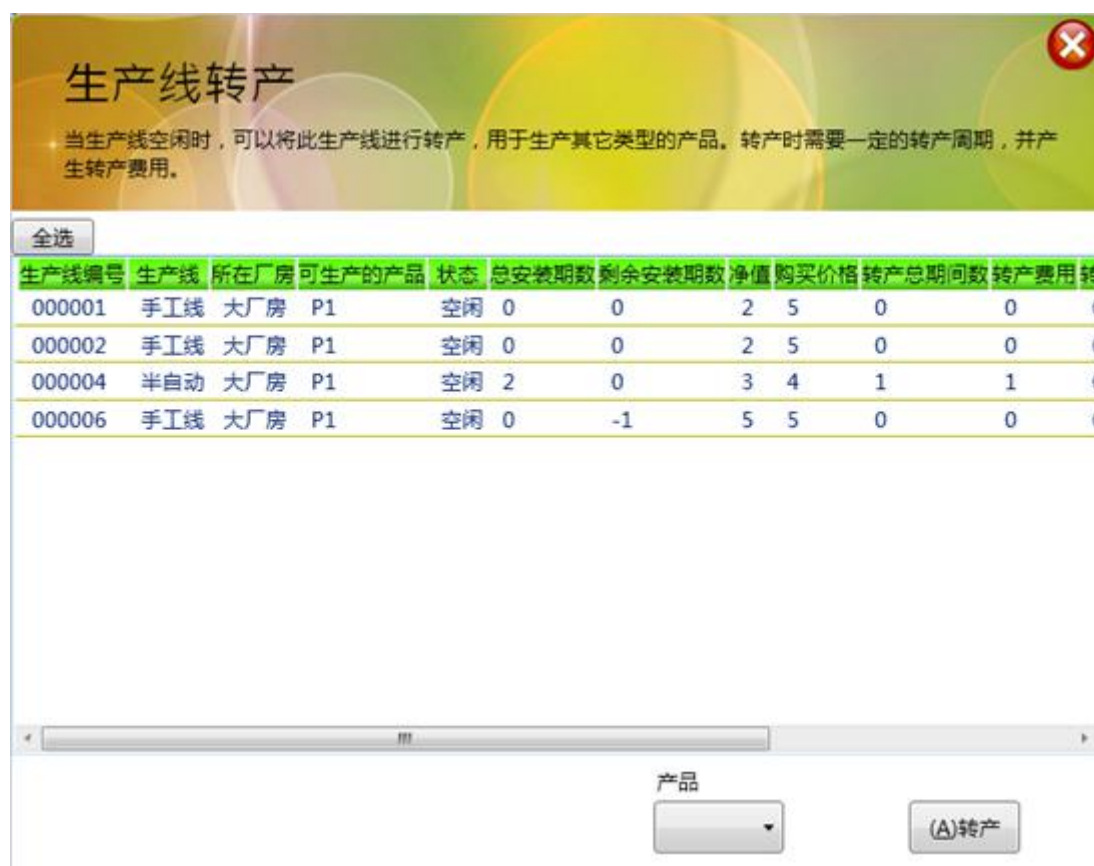 生产线转产
当生产线空闲时，可以将此生产线进行转产，用于生产其它类型的产品。转产时需要一定的转产周期，并产
生转产费用。
全选
生产线编号 生产线 所在厂房 可生产的产品 状态 总安装期数 剩余安装期数 净值 购买价格 转产总期间数 转产费用 转
000001 手工线 大厂房 P1 空闲 0 0 2 5 0 0
000002 手工线 大厂房 P1 空闲 0 0 2 5 0 0
000004 半自动 大厂房 P1 空闲 2 0 3 4 1 1
000006 手工线 大厂房 P1 空闲 0 -1 5 5 0 0
产品
(A)转产